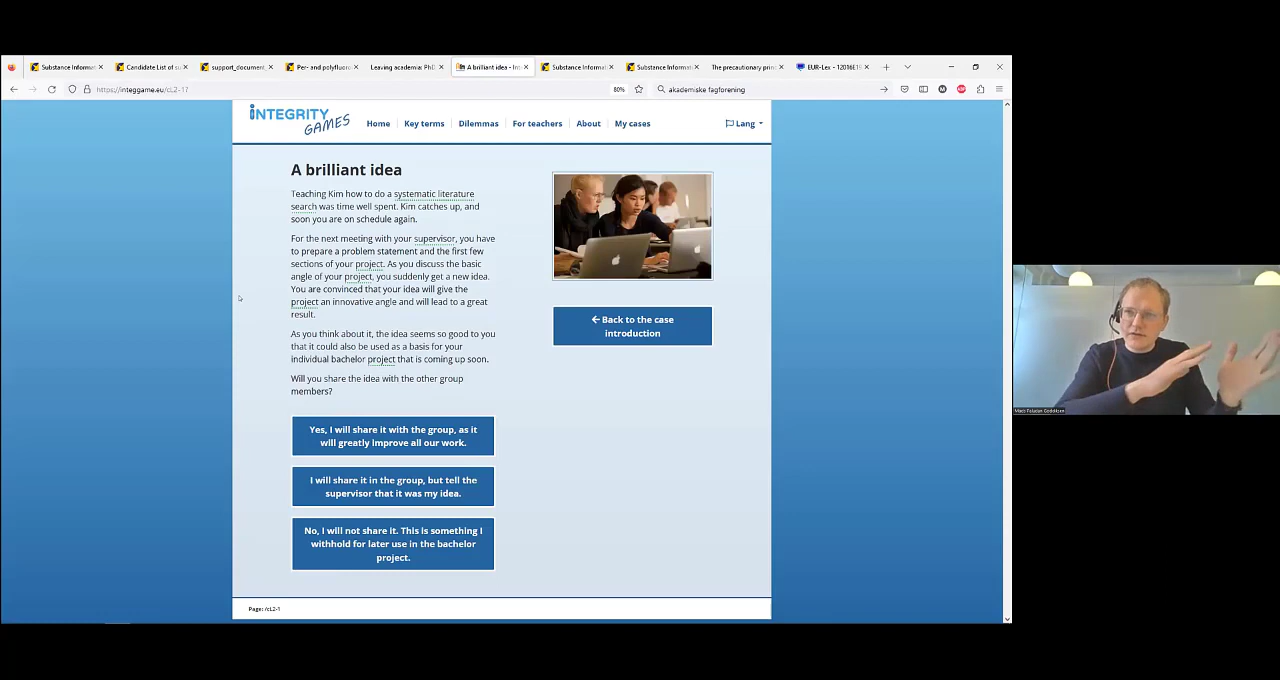 Substance Informat
Candidate List of su
support_document
Per- and polyfluoro
Leaving academia: PhD
A brilliant idea - Int
Substance Informat
Substance Informat
The precautionary prin
EUR-Lex - 12016E19
https://integgame.eu/cL2-17
80%
akademiske fagforening
iNTEGRITY
GAMES
Home
Key terms
Dilemmas
For teachers
About
My cases
Lang
A brilliant idea
Teaching Kim how to do a systematic literature
search was time well spent. Kim catches up, and
soon you are on schedule again.
For the next meeting with your supervisor, you have
to prepare a problem statement and the first few
sections of your project. As you discuss the basic
angle of your project, you suddenly get a new idea.
You are convinced that your idea will give the
project an innovative angle and will lead to a great
result.
As you think about it, the idea seems so good to you
that it could also be used as a basis for your
individual bachelor project that is coming up soon.
Will you share the idea with the other group
members?
Yes, I will share it with the group, as it
will greatly improve all our work.
I will share it in the group, but tell the
supervisor that it was my idea.
No, I will not share it. This is something I
withhold for later use in the bachelor
project.
← Back to the case
introduction
Page: /cL2-1